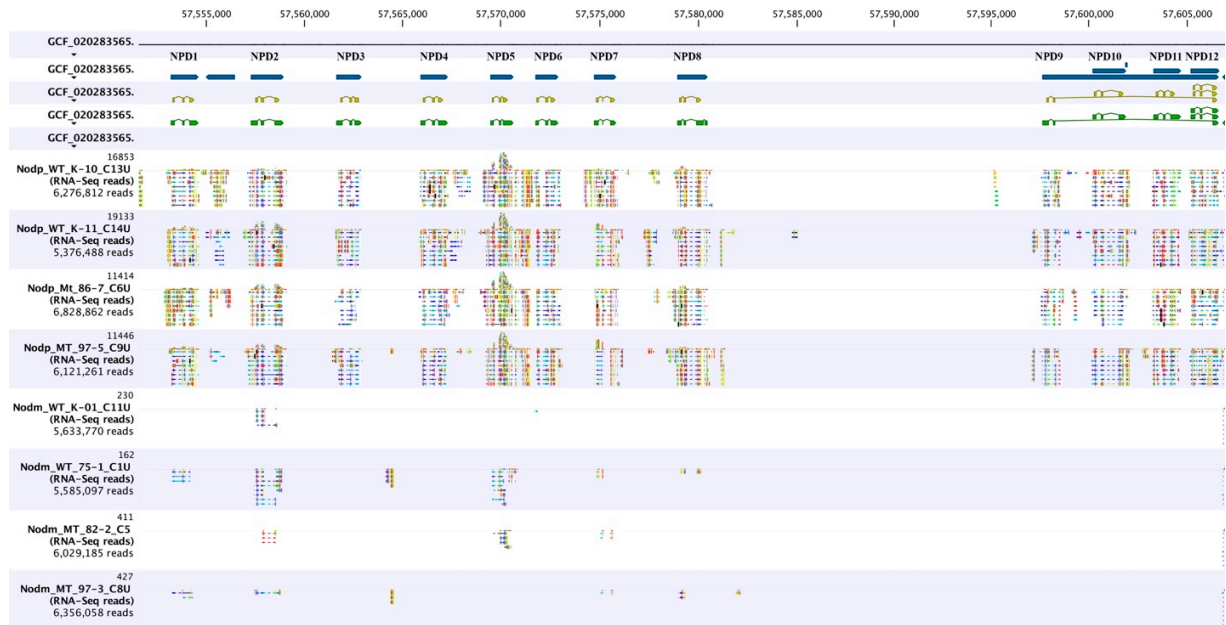 57,555,000 57,560,000 57,565,000 57,570,000 57,575,000 57,580,000 57,585,000 57,590,000 57,595,000 57,600,000 57,605,000
GCF_020283565.
NPD1 NPD2 NPD3 NPD4 NPD5 NPD6 NPD7 NPD8 NPD9 NPD10 NPD11 NPD12
GCF_020283565.
GCF_020283565.
GCF_020283565.
GCF_020283565.
16853
Nodp_WT_K-10_C13U
(RNA-Seq reads)
6,276,812 reads
19133
Nodp_WT_K-11_C14U
(RNA-Seq reads)
5,376,488 reads
11414
Nodp_Mt_86-7_C6U
(RNA-Seq reads)
6,828,862 reads
11446
Nodp_MT_97-5_C9U
(RNA-Seq reads)
6,121,261 reads
230
Nodm_WT_K-01_C11U
(RNA-Seq reads)
5,633,770 reads
162
Nodm_WT_75-1_C1U
(RNA-Seq reads)
5,585,097 reads
411
Nodm_MT_82-2_C5
(RNA-Seq reads)
6,029,185 reads
427
Nodm_MT_97-3_C8U
(RNA-Seq reads)
6,356,058 reads